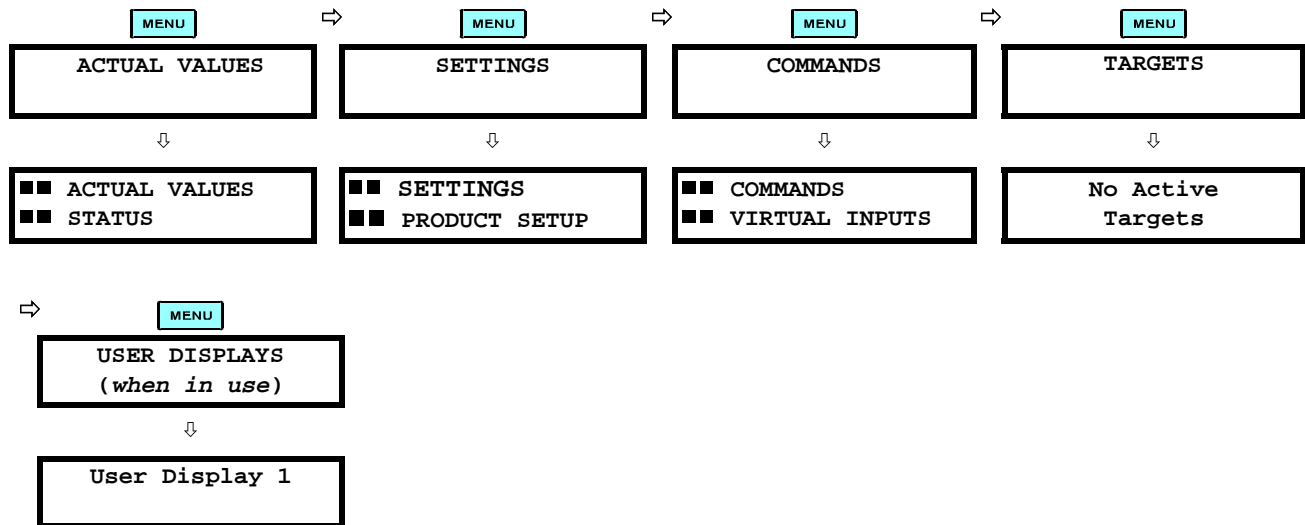 MENU MENU MENU MENU
ACTUAL VALUES SETTINGS COMMANDS TARGETS
ACTUAL VALUES SETTINGS COMMANDS No Active
STATUS PRODUCT SETUP VIRTUAL INPUTS Targets
MENU
USER DISPLAYS
(when in use)
User Display 1